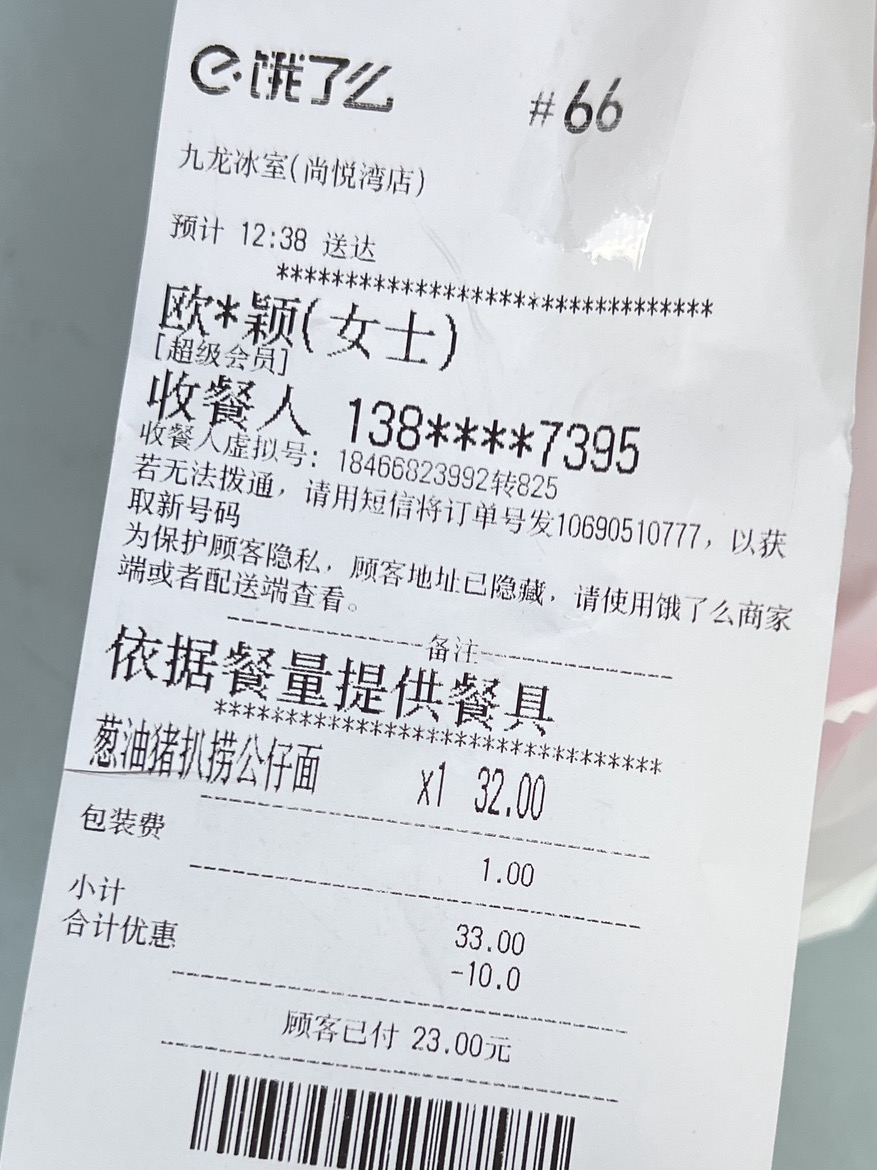 饿了么 #66
九龙冰室(尚悦湾店)
预计 12:38 送达
********************************
欧*颖(女士)
[超级会员]
收餐人 138****7395
收餐人虚拟号: 18466823992转825
若无法拨通，请用短信将订单号发10690510777，以获
取新号码
为保护顾客隐私，顾客地址已隐藏，请使用饿了么商家
端或者配送端查看。
备注
依据餐量提供餐具
********************************
葱油猪扒捞公仔面 x1 32.00
包装费 1.00
小计 33.00
合计优惠 -10.0
顾客已付 23.00元